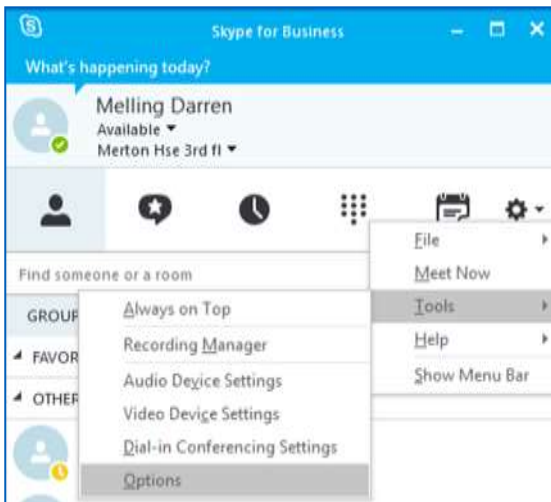 Skype for Business
What's happening today?
Melling Darren
Available
Merton Hse 3rd fl
File
Meet Now
Find someone or a room
Tools
GROUP
Always on Top
Help
Recording Manager
FAVOR
Show Menu Bar
Audio Device Settings
OTHER
Video Device Settings
Dial-in Conferencing Settings
Options